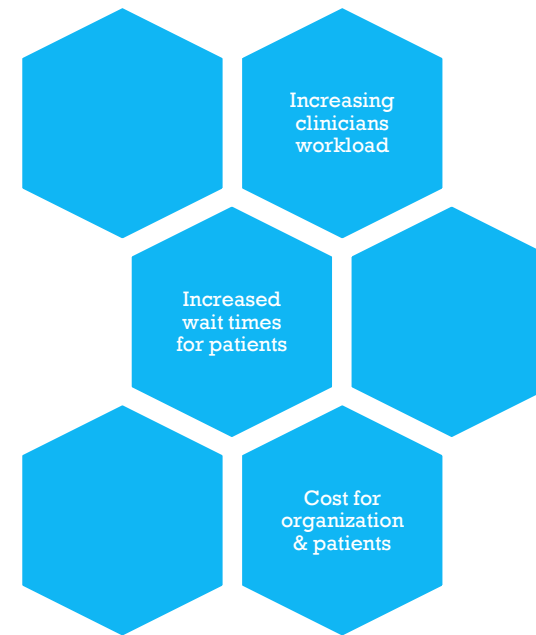 Increasing
clinicians
workload
Increased
wait times
for patients
Cost for
organization
& patients